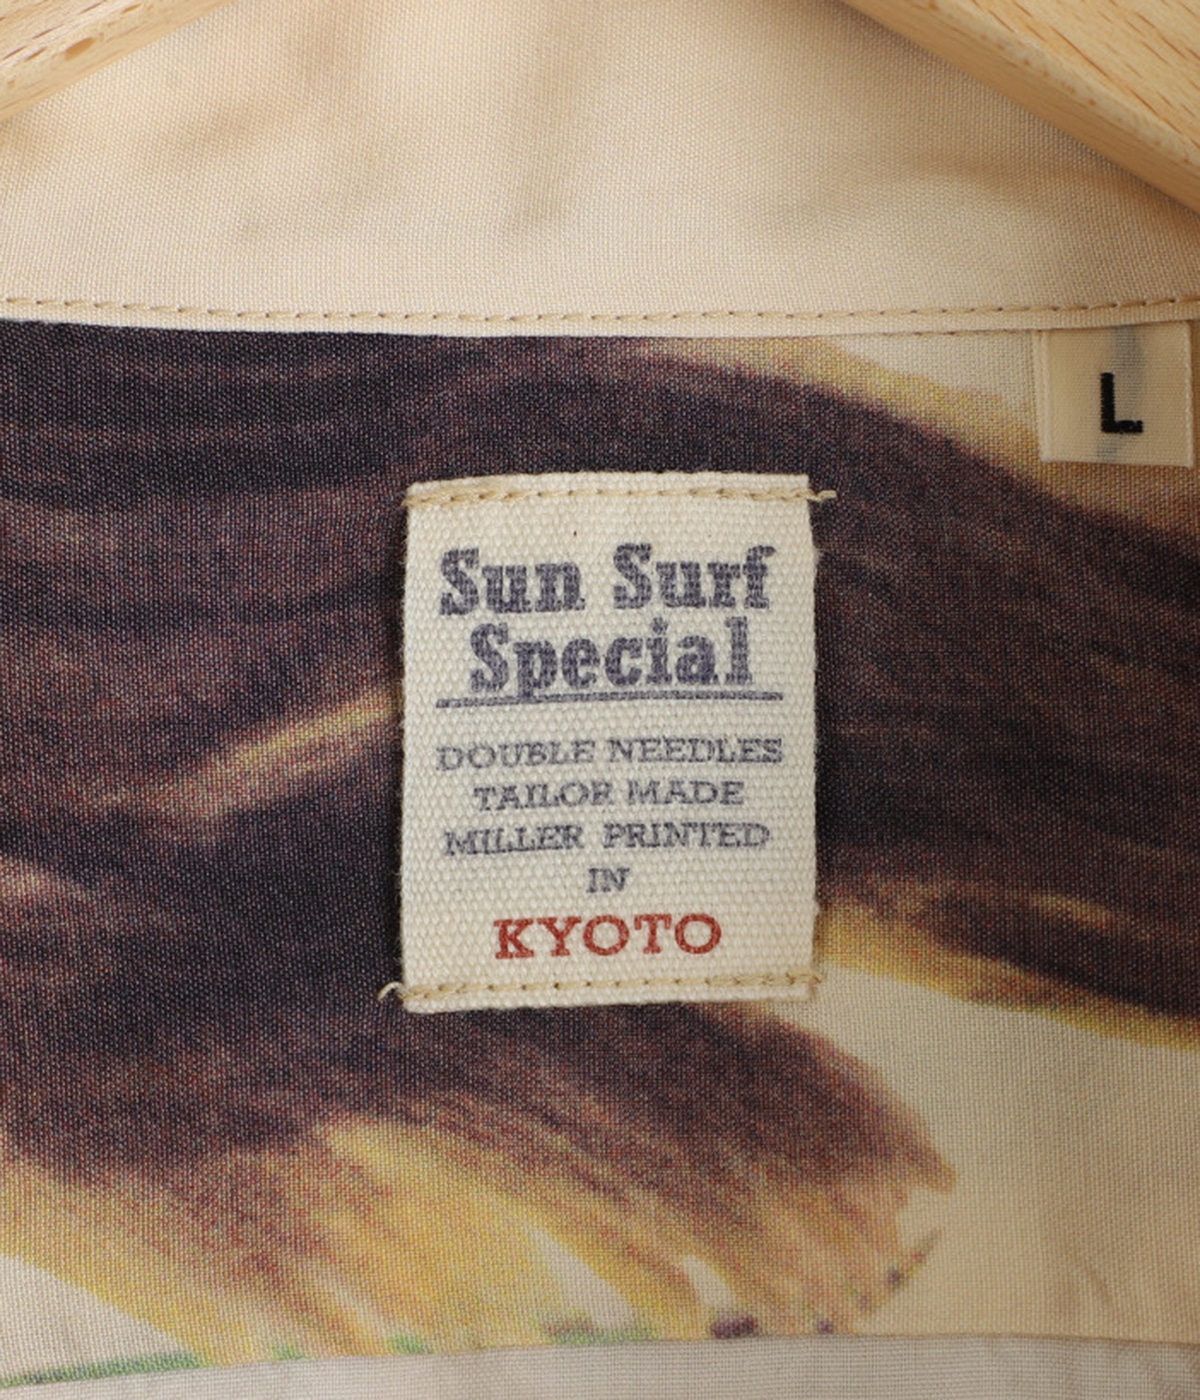 L
Sun Surf
Special
DOUBLE NEEDLES
TAILOR MADE
MILLER PRINTED
IN
KYOTO